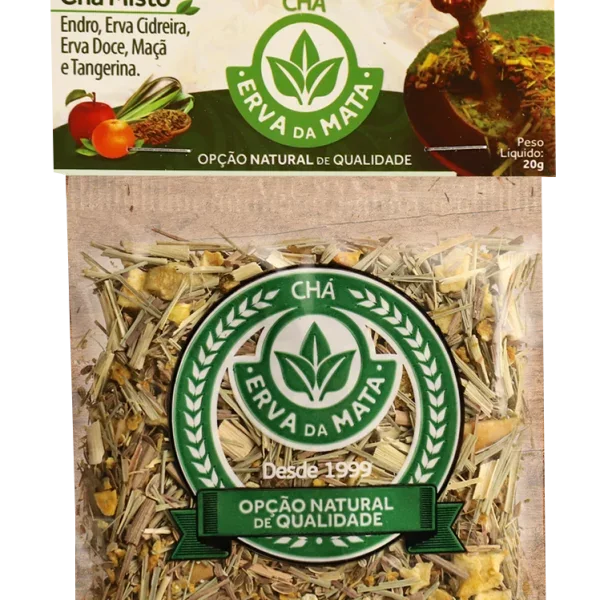 Chá Misto
Endro, Erva Cidreira,
Erva Doce, Maçã
e Tangerina.
CHÁ
ERVA DA MATA
OPÇÃO NATURAL DE QUALIDADE
Peso
Líquido:
20g
CHÁ
ERVA DA MATA
Desde 1999
OPÇÃO NATURAL
DE QUALIDADE